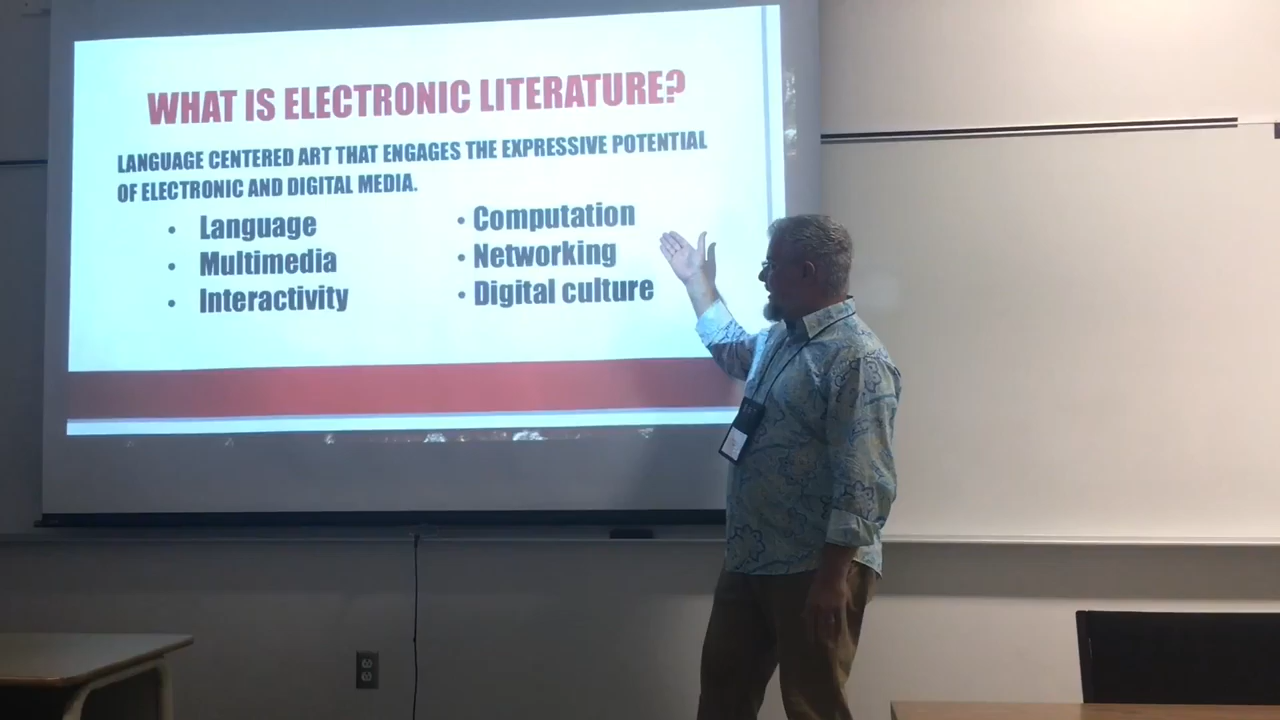 WHAT IS ELECTRONIC LITERATURE?
LANGUAGE CENTERED ART THAT ENGAGES THE EXPRESSIVE POTENTIAL
OF ELECTRONIC AND DIGITAL MEDIA.
• Language
• Multimedia
• Interactivity
• Computation
• Networking
• Digital culture